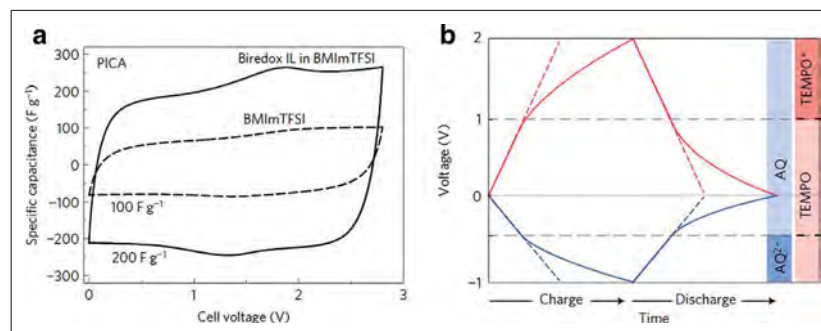 a
PICA
Biredox IL in BMImTFSI
BMImTFSI
100 F g⁻¹
200 F g⁻¹
300
200
100
0
−100
−200
−300
Specific capacitance (F g⁻¹)
0
1
2
3
Cell voltage (V)
b
2
1
0
−1
Voltage (V)
Charge
Discharge
Time
AQ
AQ²⁻
TEMPO⁺
TEMPO